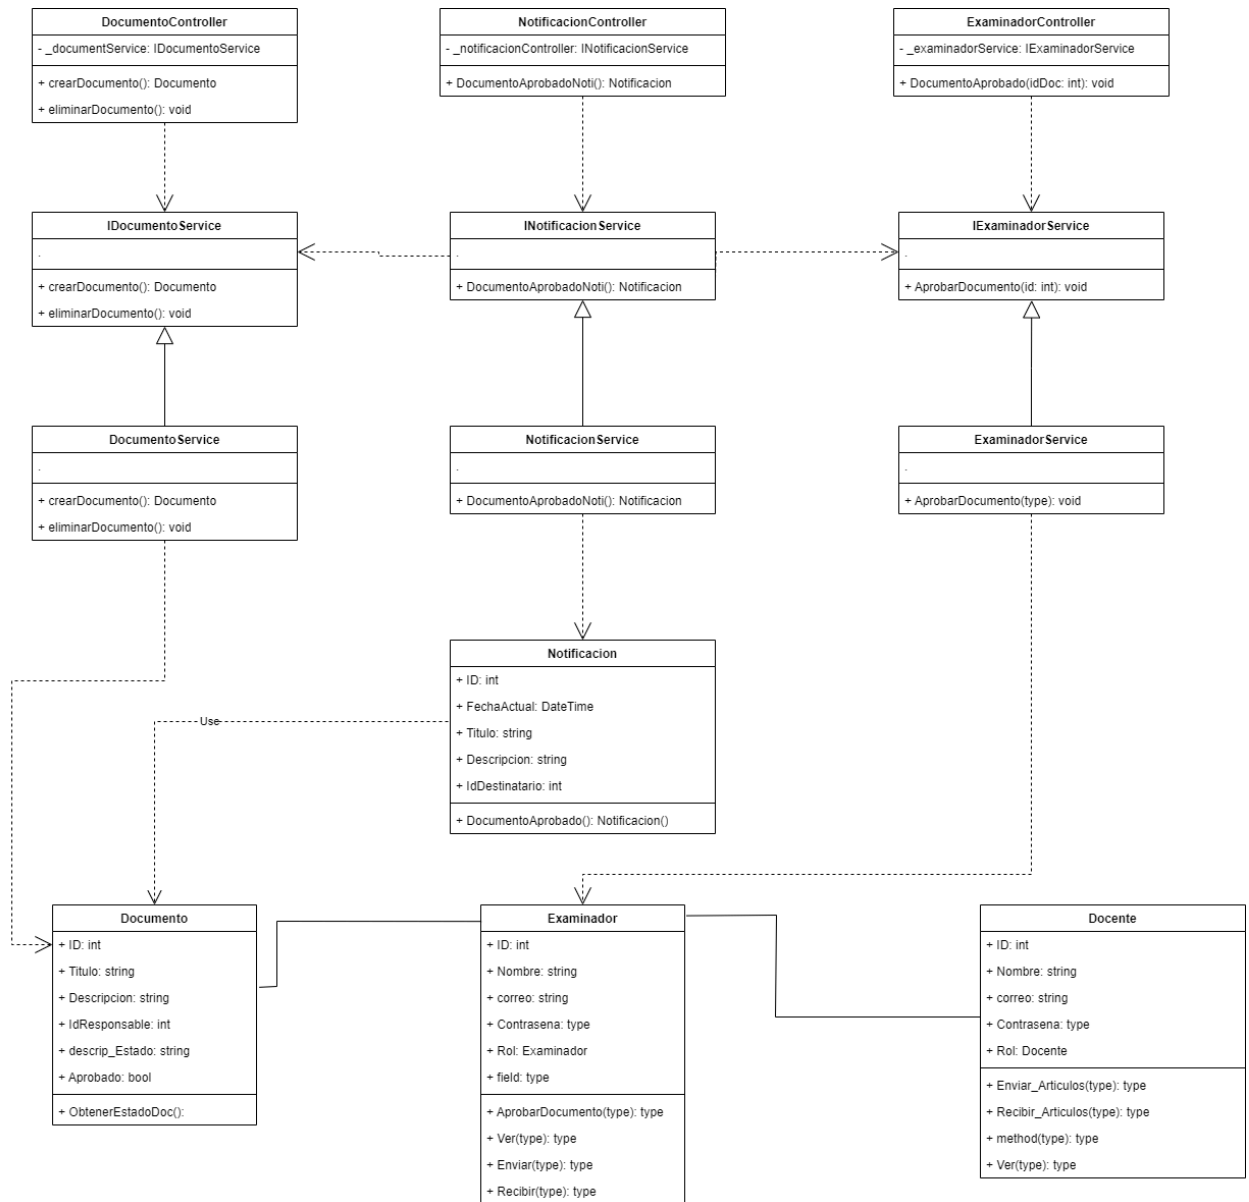 DocumentoController
- _documentService: IDocumentoService
+ crearDocumento(): Documento
+ eliminarDocumento(): void
NotificacionController
- _notificacionController: INotificacionService
+ DocumentoAprobadoNoti(): Notificacion
ExaminadorController
- _examinadorService: IExaminadorService
+ DocumentoAprobado(idDoc: int): void
IDocumentoService
.
+ crearDocumento(): Documento
+ eliminarDocumento(): void
INotificacionService
.
+ DocumentoAprobadoNoti(): Notificacion
IExaminadorService
.
+ AprobarDocumento(id: int): void
DocumentoService
.
+ crearDocumento(): Documento
+ eliminarDocumento(): void
NotificacionService
.
+ DocumentoAprobadoNoti(): Notificacion
ExaminadorService
.
+ AprobarDocumento(type): void
Notificacion
+ ID: int
+ FechaActual: DateTime
+ Titulo: string
+ Descripcion: string
+ IdDestinatario: int
+ DocumentoAprobado(): Notificacion()
Use
Documento
+ ID: int
+ Titulo: string
+ Descripcion: string
+ IdResponsable: int
+ descrip_Estado: string
+ Aprobado: bool
+ ObtenerEstadoDoc():
Examinador
+ ID: int
+ Nombre: string
+ correo: string
+ Contrasena: type
+ Rol: Examinador
+ field: type
+ AprobarDocumento(type): type
+ Ver(type): type
+ Enviar(type): type
+ Recibir(type): type
Docente
+ ID: int
+ Nombre: string
+ correo: string
+ Contrasena: type
+ Rol: Docente
+ Enviar_Articulos(type): type
+ Recibir_Articulos(type): type
+ method(type): type
+ Ver(type): type